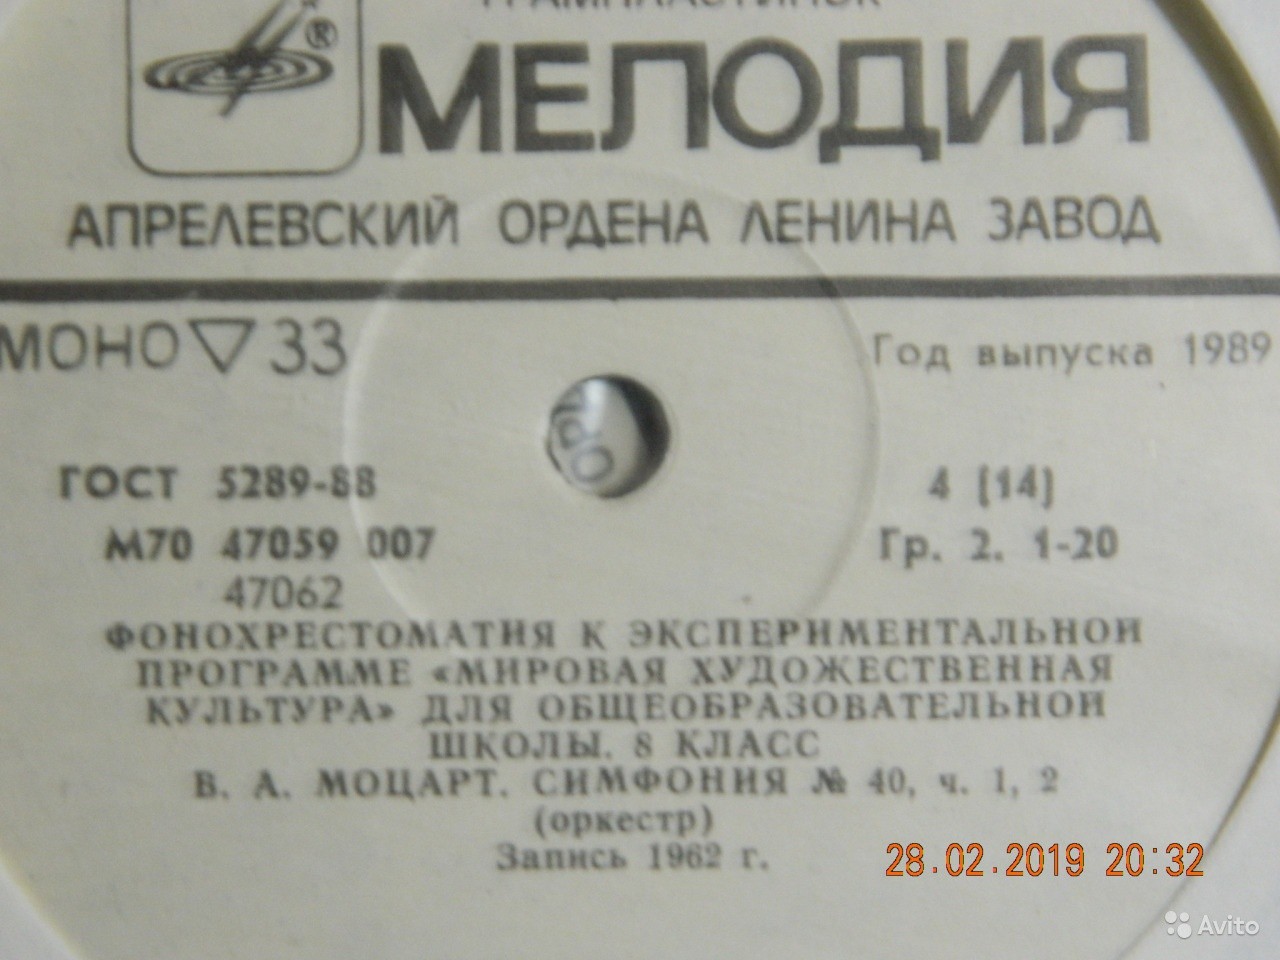 ГРАМПЛАСТИНОК
®
МЕЛОДИЯ
АПРЕЛЕВСКИЙ ОРДЕНА ЛЕНИНА ЗАВОД
МОНО ▽ 33
Год выпуска 1989
ГОСТ 5289-88
4 (14)
М70 47059 007
Гр. 2. 1-20
47062
ФОНОХРЕСТОМАТИЯ К ЭКСПЕРИМЕНТАЛЬНОЙ
ПРОГРАММЕ «МИРОВАЯ ХУДОЖЕСТВЕННАЯ
КУЛЬТУРА» ДЛЯ ОБЩЕОБРАЗОВАТЕЛЬНОЙ
ШКОЛЫ. 8 КЛАСС
В. А. МОЦАРТ. СИМФОНИЯ № 40, ч. 1, 2
(оркестр)
Запись 1962 г.
28.02.2019 20:32
Avito